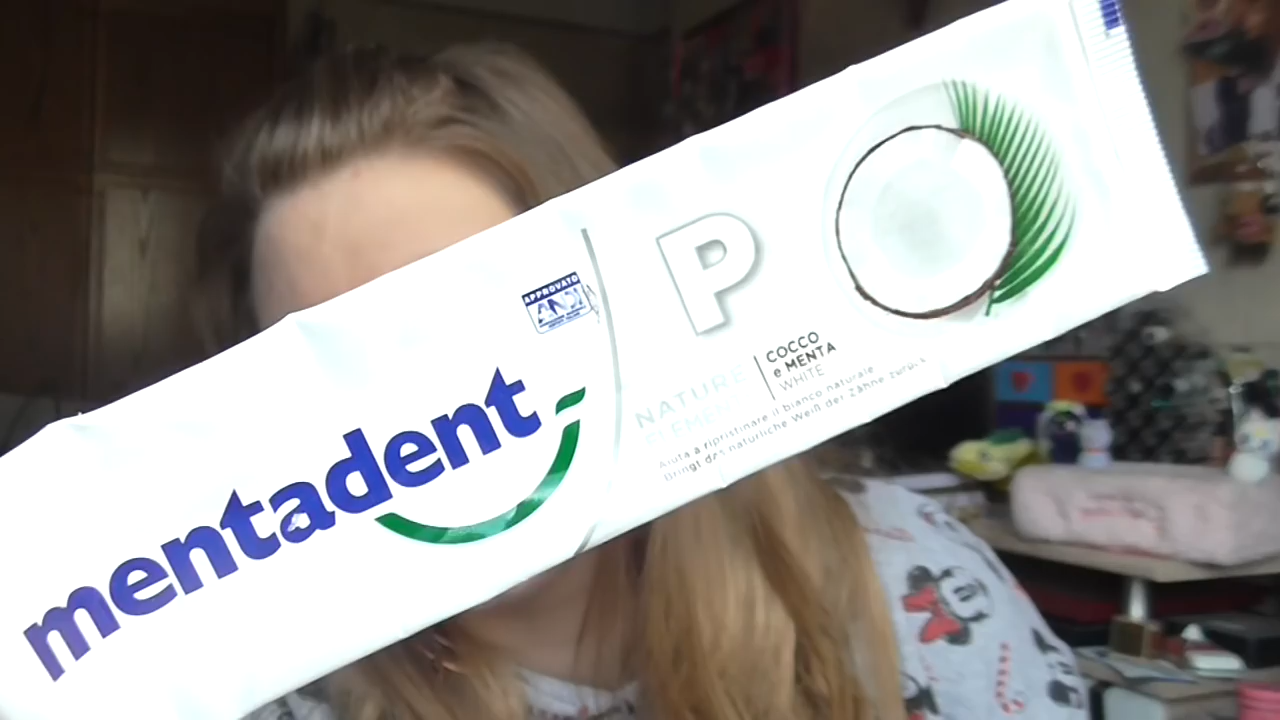 mentadent
APPROVATO
ANDI
P
NATURE
ELEMENTS
COCCO
e MENTA
WHITE
Aiuta a ripristinare il bianco naturale
Bringt das natürliche Weiß der Zähne zurück